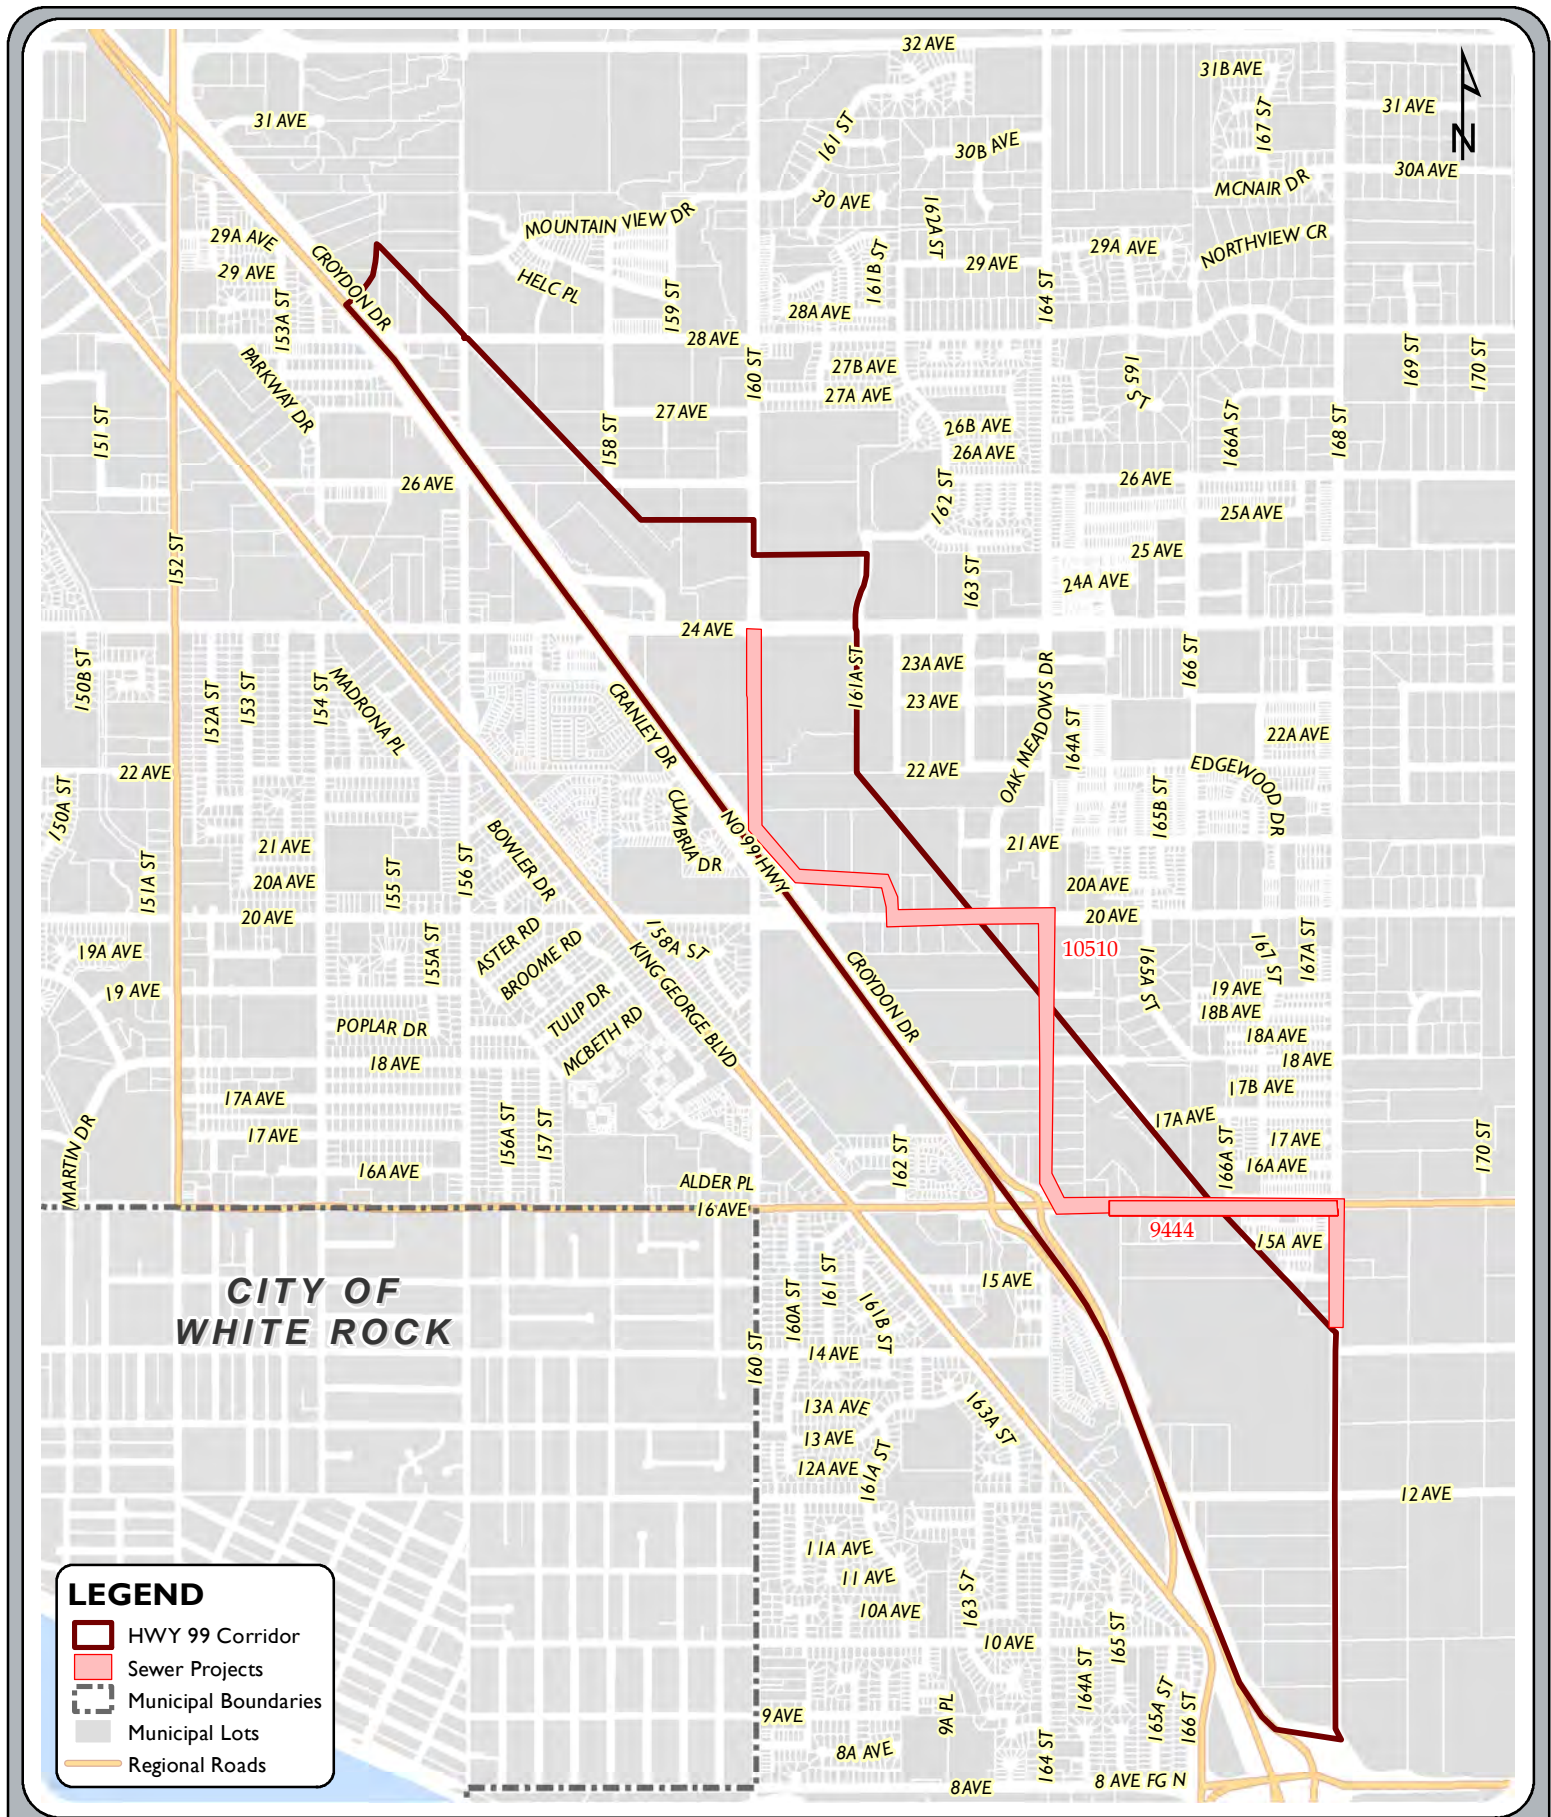 32 AVE
31B AVE
31 AVE
167 ST
31 AVE
161 ST
30B AVE
N
30A AVE
MCNAIR DR
30 AVE
162A ST
MOUNTAIN VIEW DR
NORTHVIEW CR
29A AVE
29A AVE
CROYDON DR
29 AVE
161B ST
29 AVE
HELC PL
164 ST
153A ST
159 ST
28A AVE
28 AVE
160 ST
27B AVE
165 ST
169 ST
170 ST
PARKWAY DR
27A AVE
27 AVE
151 ST
158 ST
26B AVE
166A ST
168 ST
26A AVE
26 AVE
162 ST
26 AVE
25A AVE
152 ST
25 AVE
163 ST
24A AVE
24 AVE
150B ST
152A ST
153 ST
154 ST
MADRONA PL
161A ST
23A AVE
166 ST
23 AVE
OAK MEADOWS DR
164A ST
22A AVE
CRANLEY DR
22 AVE
22 AVE
EDGEWOOD DR
150A ST
165B ST
CUMBRIA DR
NO 99 HWY
21 AVE
21 AVE
BOWLER DR
151A ST
20A AVE
155 ST
156 ST
20A AVE
20 AVE
20 AVE
158A ST
19A AVE
155A ST
ASTER RD
BROOME RD
KING GEORGE BLVD
10510
165A ST
167 ST
167A ST
19 AVE
19 AVE
CROYDON DR
TULIP DR
18B AVE
POPLAR DR
MCBETH RD
18A AVE
18 AVE
18 AVE
17B AVE
17A AVE
17A AVE
MARTIN DR
17 AVE
156A ST
157 ST
162 ST
166A ST
17 AVE
170 ST
16A AVE
16A AVE
ALDER PL
16 AVE
9444
15A AVE
CITY OF
WHITE ROCK
160A ST
161 ST
15 AVE
161B ST
160 ST
14 AVE
13A AVE
163A ST
13 AVE
12A AVE
161A ST
12 AVE
11A AVE
11 AVE
163 ST
10A AVE
10 AVE
165 ST
164A ST
165A ST
166 ST
9A PL
9 AVE
8A AVE
164 ST
8 AVE
8 AVE FG N
LEGEND
HWY 99 Corridor
Sewer Projects
Municipal Boundaries
Municipal Lots
Regional Roads